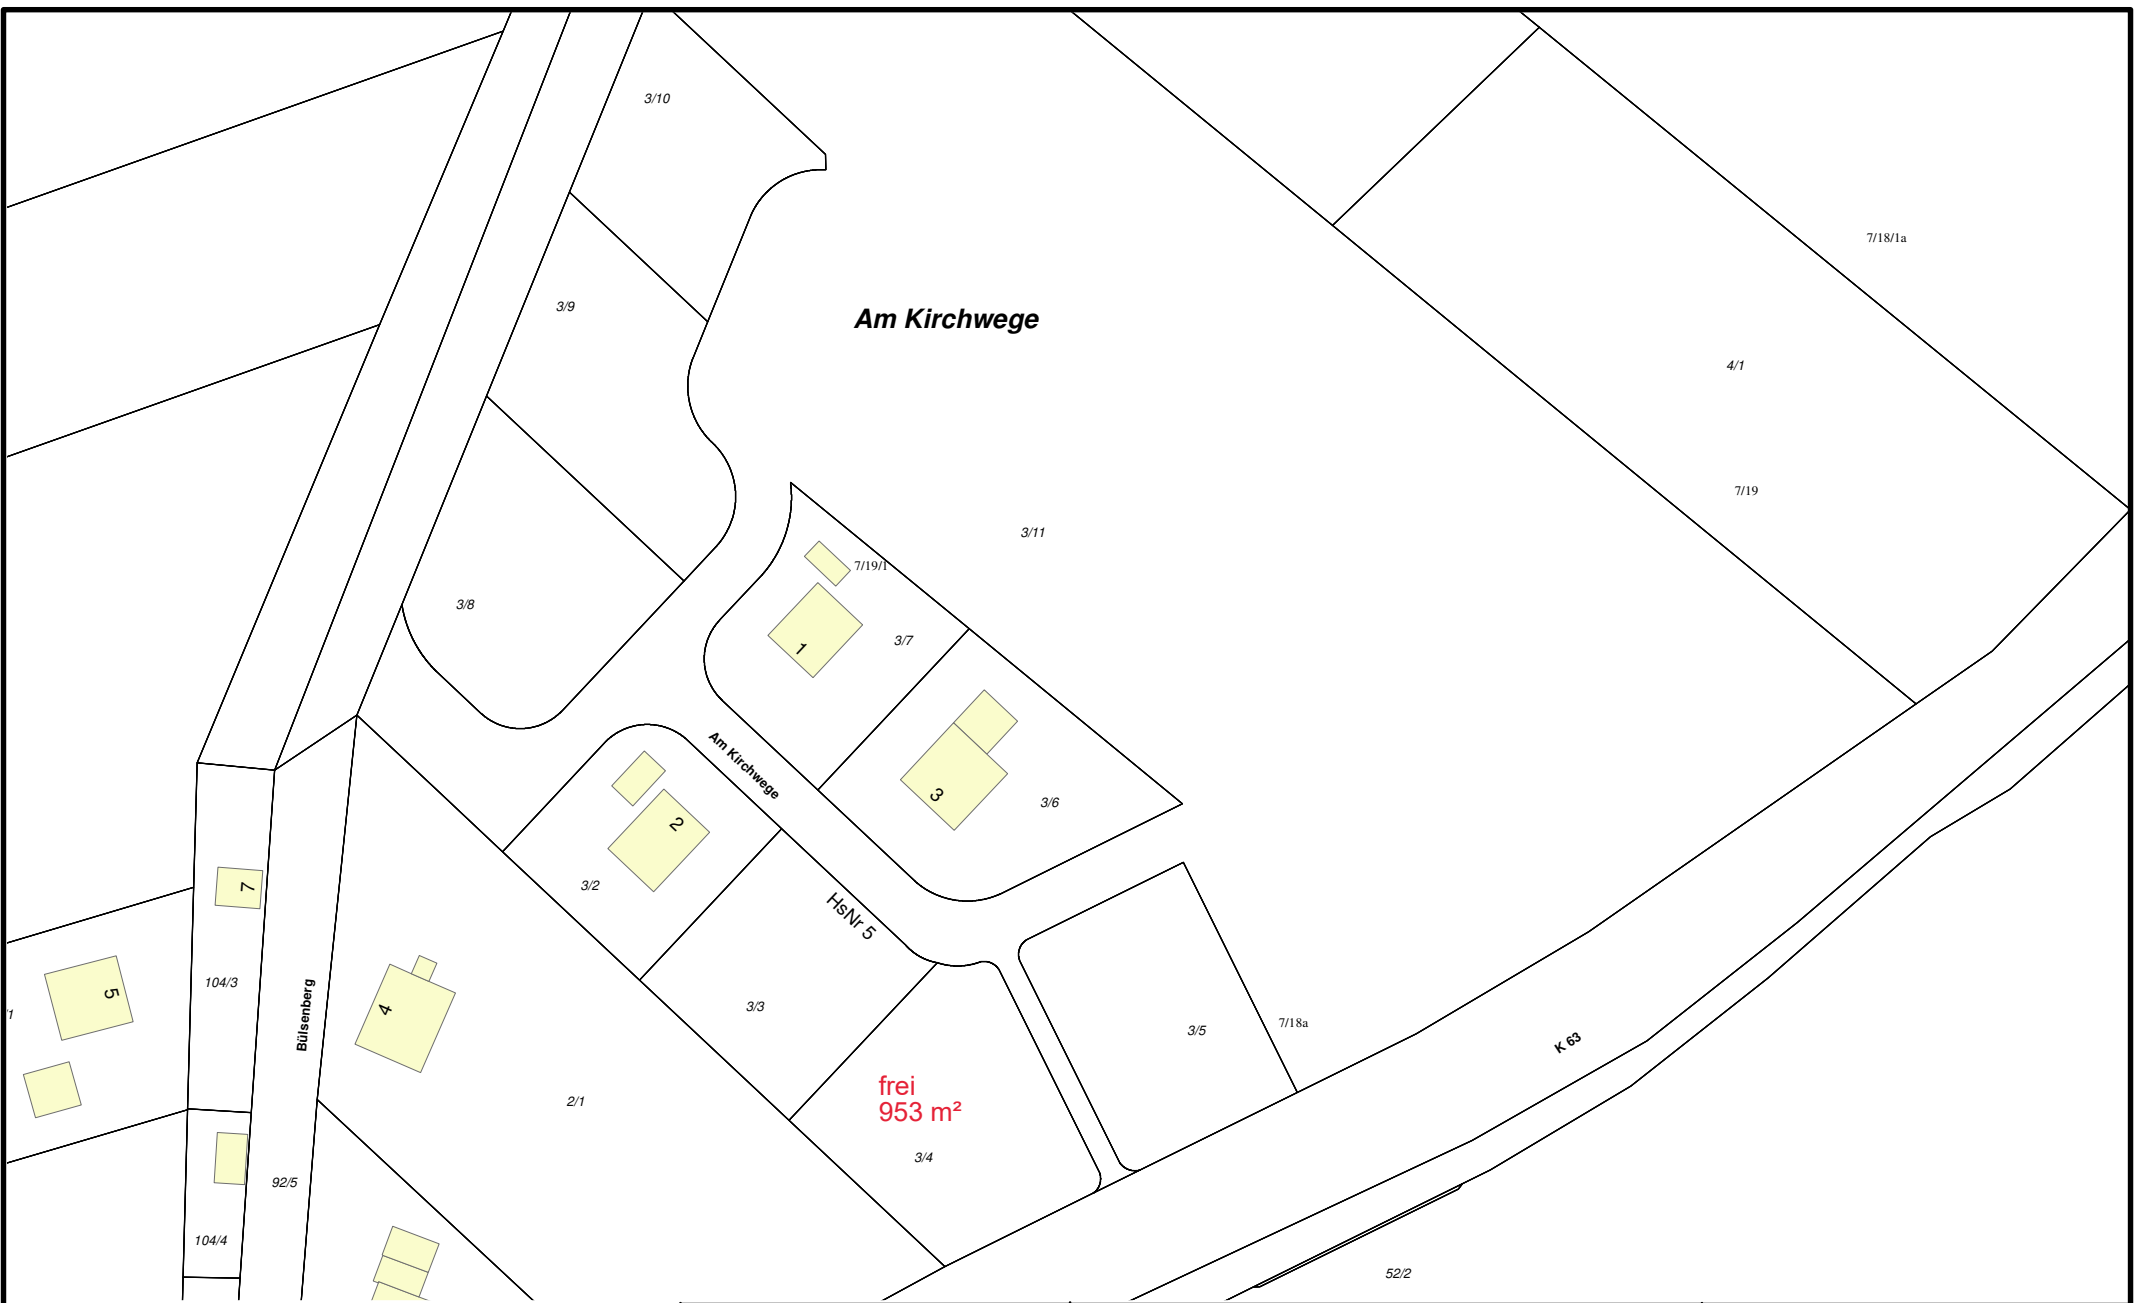 3/10
7/18/1a
3/9
Am Kirchwege
4/1
7/19
3/11
7/19/1
3/8
3/7
1
Am Kirchwege
3
3/6
2
3/2
7
HsNr 5
104/3
5
/1
Bülsenberg
4
3/3
3/5
7/18a
K 63
frei
953 m²
2/1
3/4
92/5
104/4
52/2